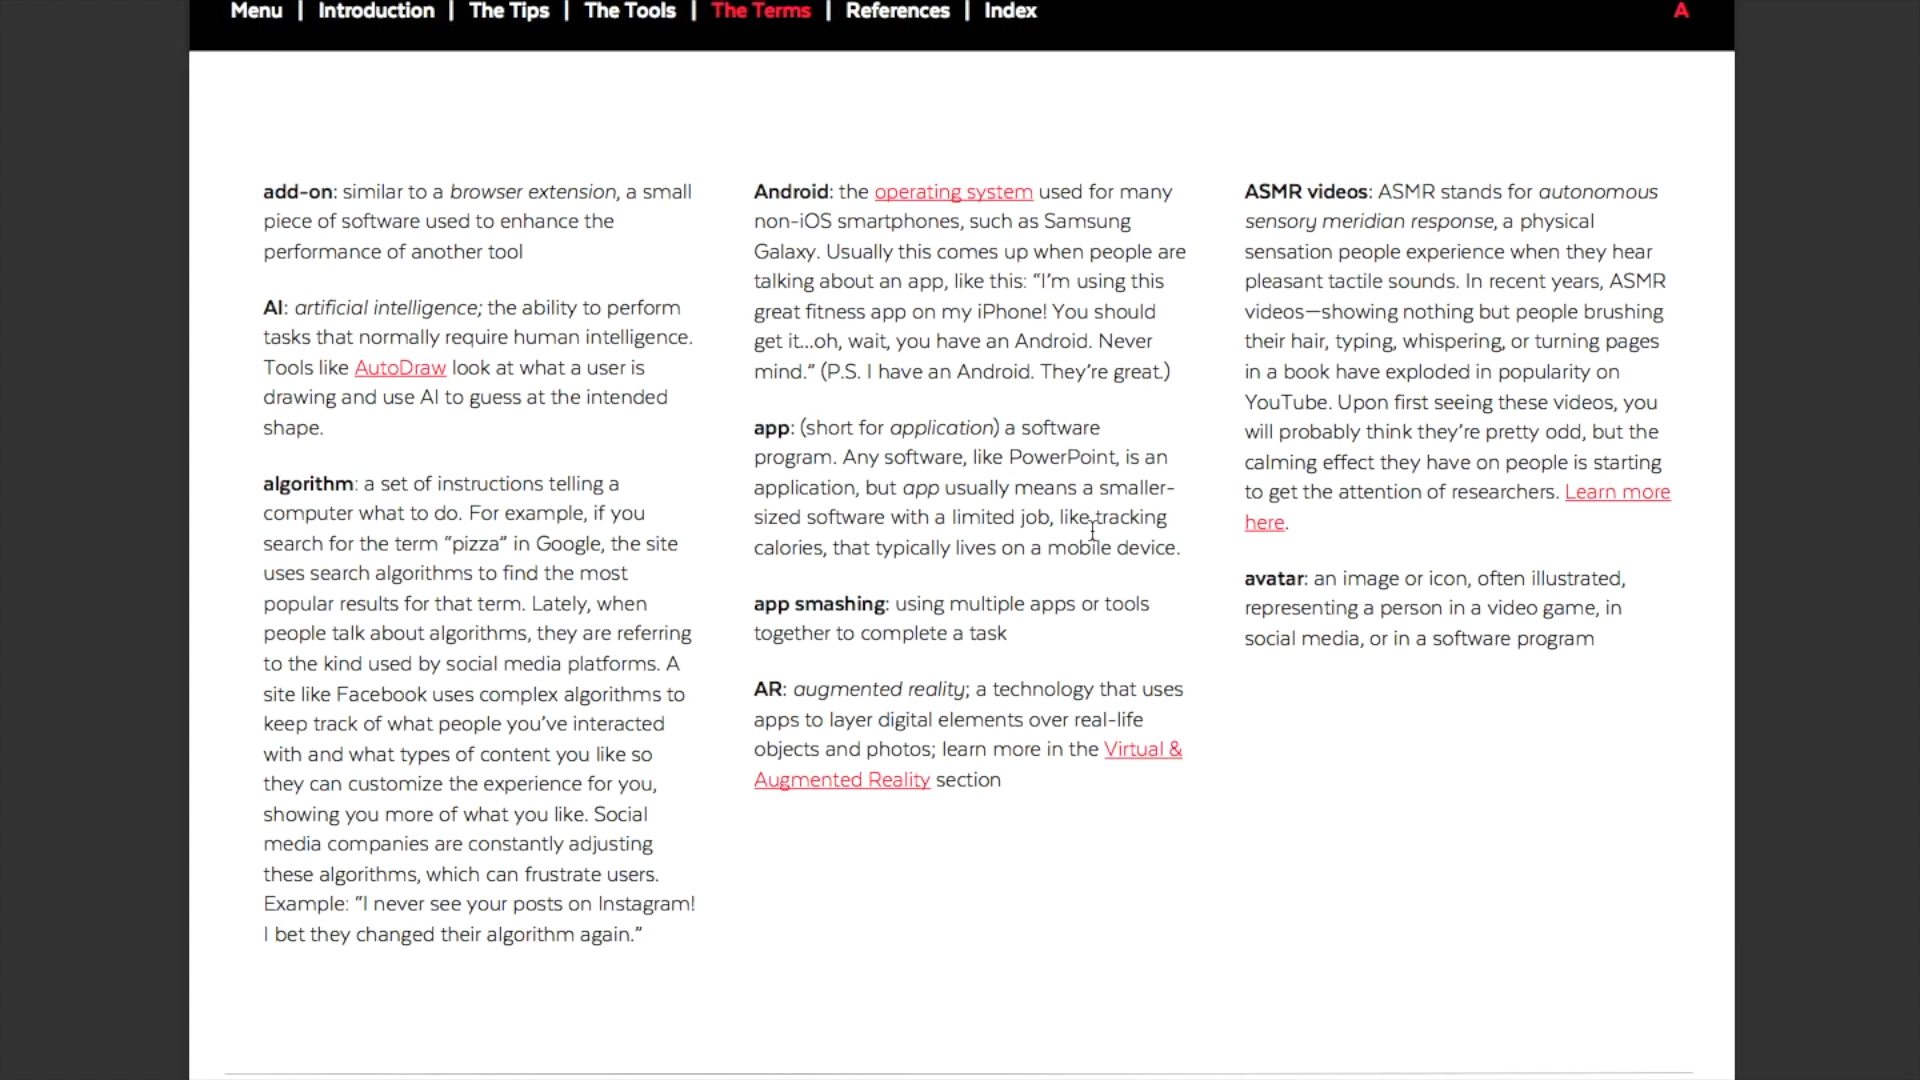 Menu | Introduction | The Tips | The Tools | The Terms | References | Index
A
add-on: similar to a browser extension, a small
piece of software used to enhance the
performance of another tool
AI: artificial intelligence; the ability to perform
tasks that normally require human intelligence.
Tools like AutoDraw look at what a user is
drawing and use AI to guess at the intended
shape.
algorithm: a set of instructions telling a
computer what to do. For example, if you
search for the term “pizza” in Google, the site
uses search algorithms to find the most
popular results for that term. Lately, when
people talk about algorithms, they are referring
to the kind used by social media platforms. A
site like Facebook uses complex algorithms to
keep track of what people you’ve interacted
with and what types of content you like so
they can customize the experience for you,
showing you more of what you like. Social
media companies are constantly adjusting
these algorithms, which can frustrate users.
Example: “I never see your posts on Instagram!
I bet they changed their algorithm again.”
Android: the operating system used for many
non-iOS smartphones, such as Samsung
Galaxy. Usually this comes up when people are
talking about an app, like this: “I’m using this
great fitness app on my iPhone! You should
get it...oh, wait, you have an Android. Never
mind.” (P.S. I have an Android. They’re great.)
app: (short for application) a software
program. Any software, like PowerPoint, is an
application, but app usually means a smaller-
sized software with a limited job, like tracking
calories, that typically lives on a mobile device.
app smashing: using multiple apps or tools
together to complete a task
AR: augmented reality; a technology that uses
apps to layer digital elements over real-life
objects and photos; learn more in the Virtual &
Augmented Reality section
ASMR videos: ASMR stands for autonomous
sensory meridian response, a physical
sensation people experience when they hear
pleasant tactile sounds. In recent years, ASMR
videos—showing nothing but people brushing
their hair, typing, whispering, or turning pages
in a book have exploded in popularity on
YouTube. Upon first seeing these videos, you
will probably think they’re pretty odd, but the
calming effect they have on people is starting
to get the attention of researchers. Learn more
here.
avatar: an image or icon, often illustrated,
representing a person in a video game, in
social media, or in a software program